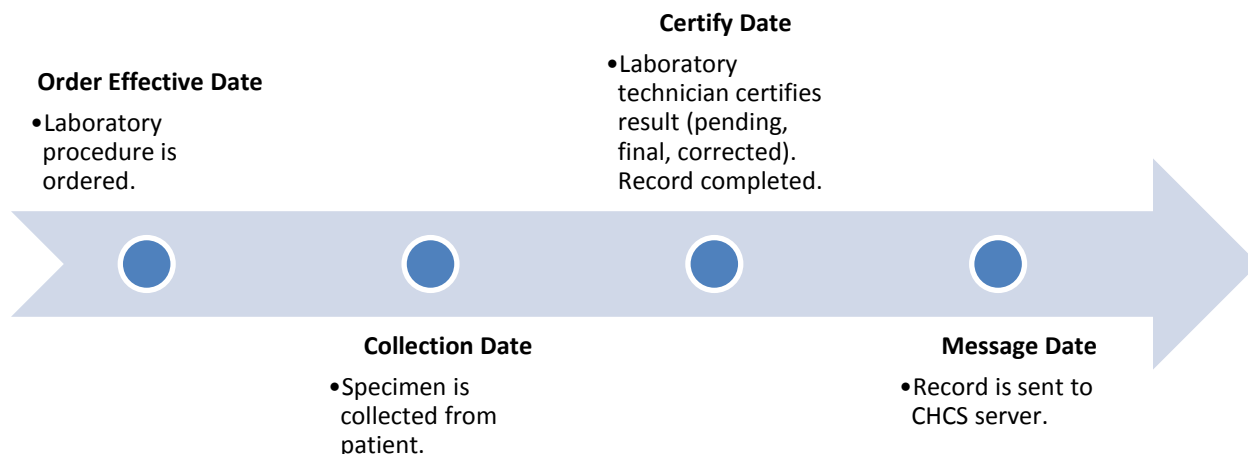 Order Effective Date
•Laboratory
procedure is
ordered.
Collection Date
•Specimen is
collected from
patient.
Certify Date
•Laboratory
technician certifies
result (pending,
final, corrected).
Record completed.
Message Date
•Record is sent to
CHCS server.